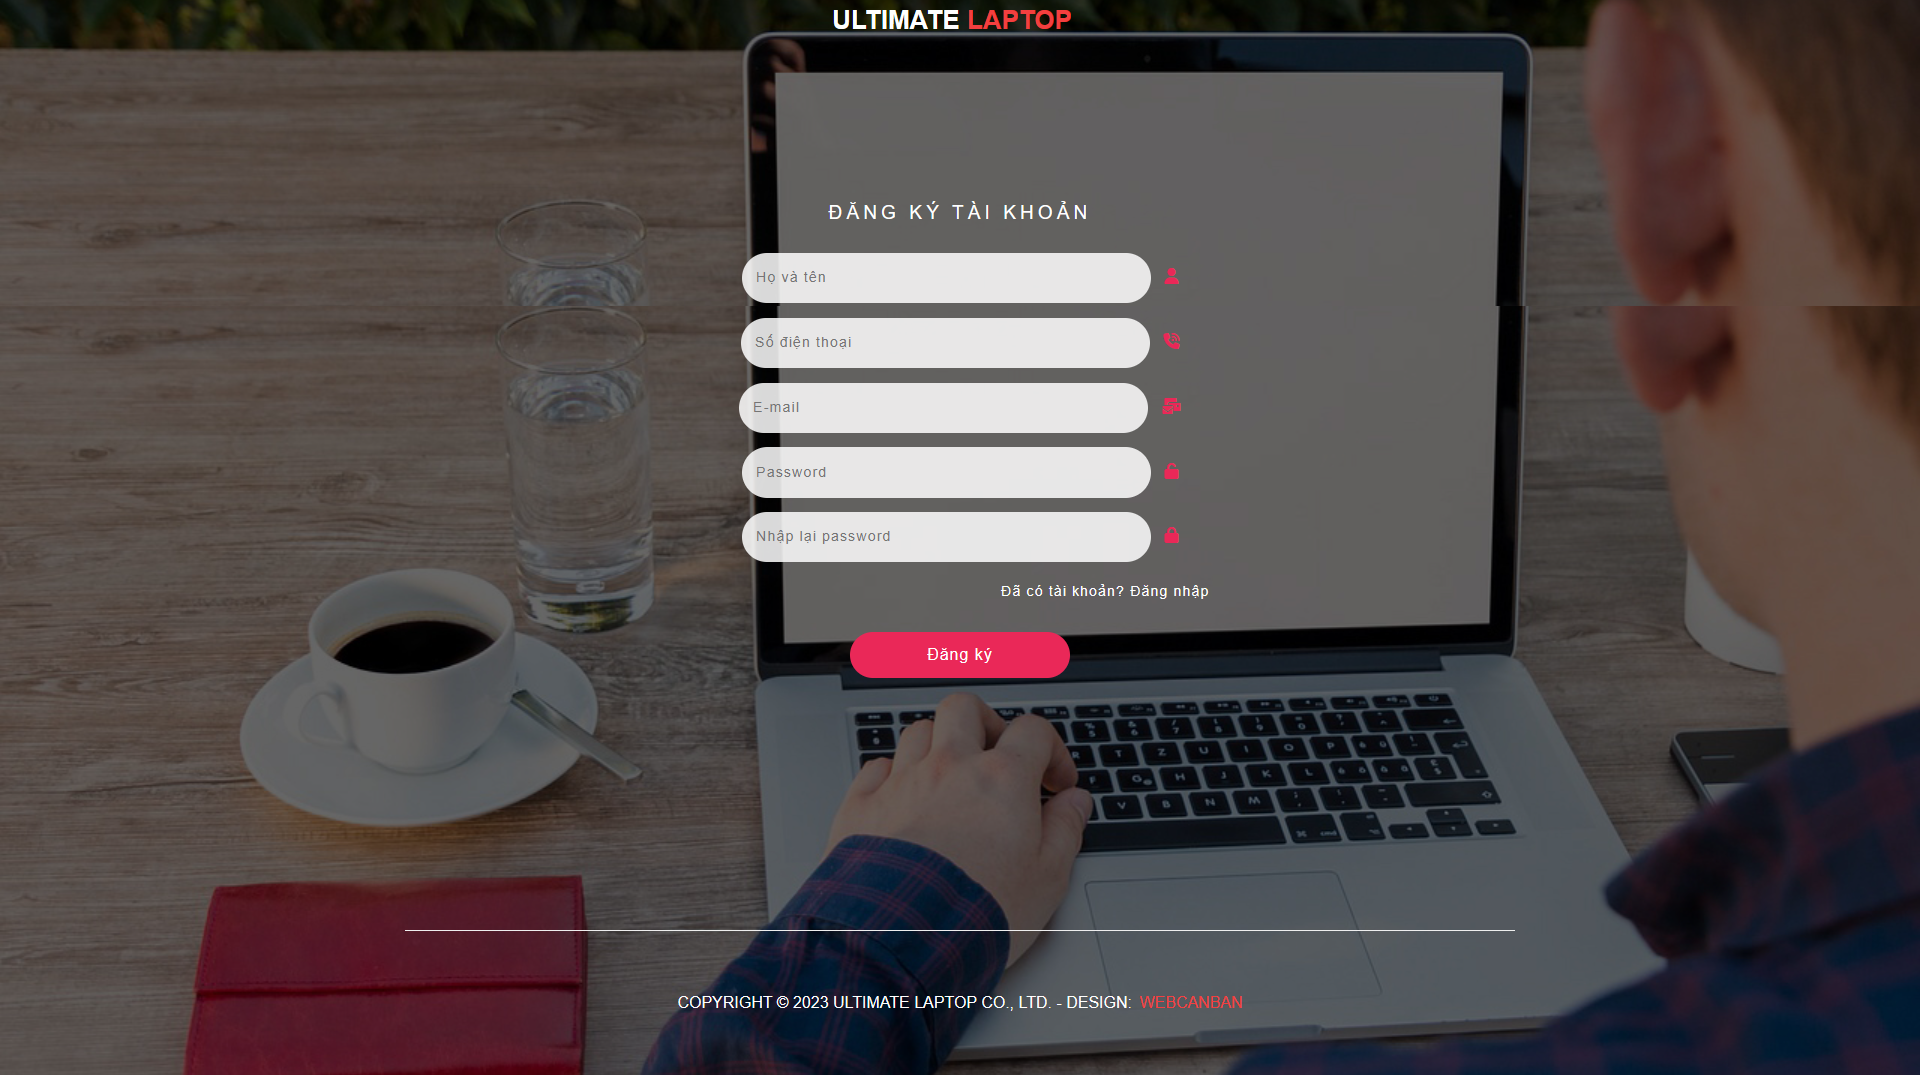 ULTIMATE LAPTOP
ĐĂNG KÝ TÀI KHOẢN
Họ và tên
Số điện thoại
E-mail
Password
Nhập lại password
Đã có tài khoản? Đăng nhập
Đăng ký
COPYRIGHT © 2023 ULTIMATE LAPTOP CO., LTD. - DESIGN: WEBCANBAN